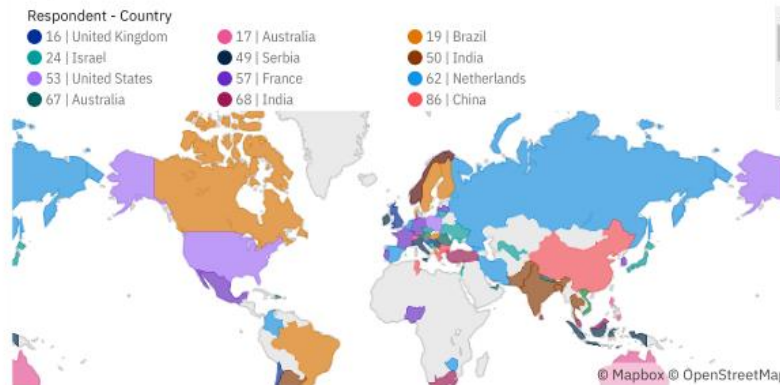 Respondent - Country
16 | United Kingdom
17 | Australia
19 | Brazil
24 | Israel
49 | Serbia
50 | India
53 | United States
57 | France
62 | Netherlands
67 | Australia
68 | India
86 | China
© Mapbox © OpenStreetMap